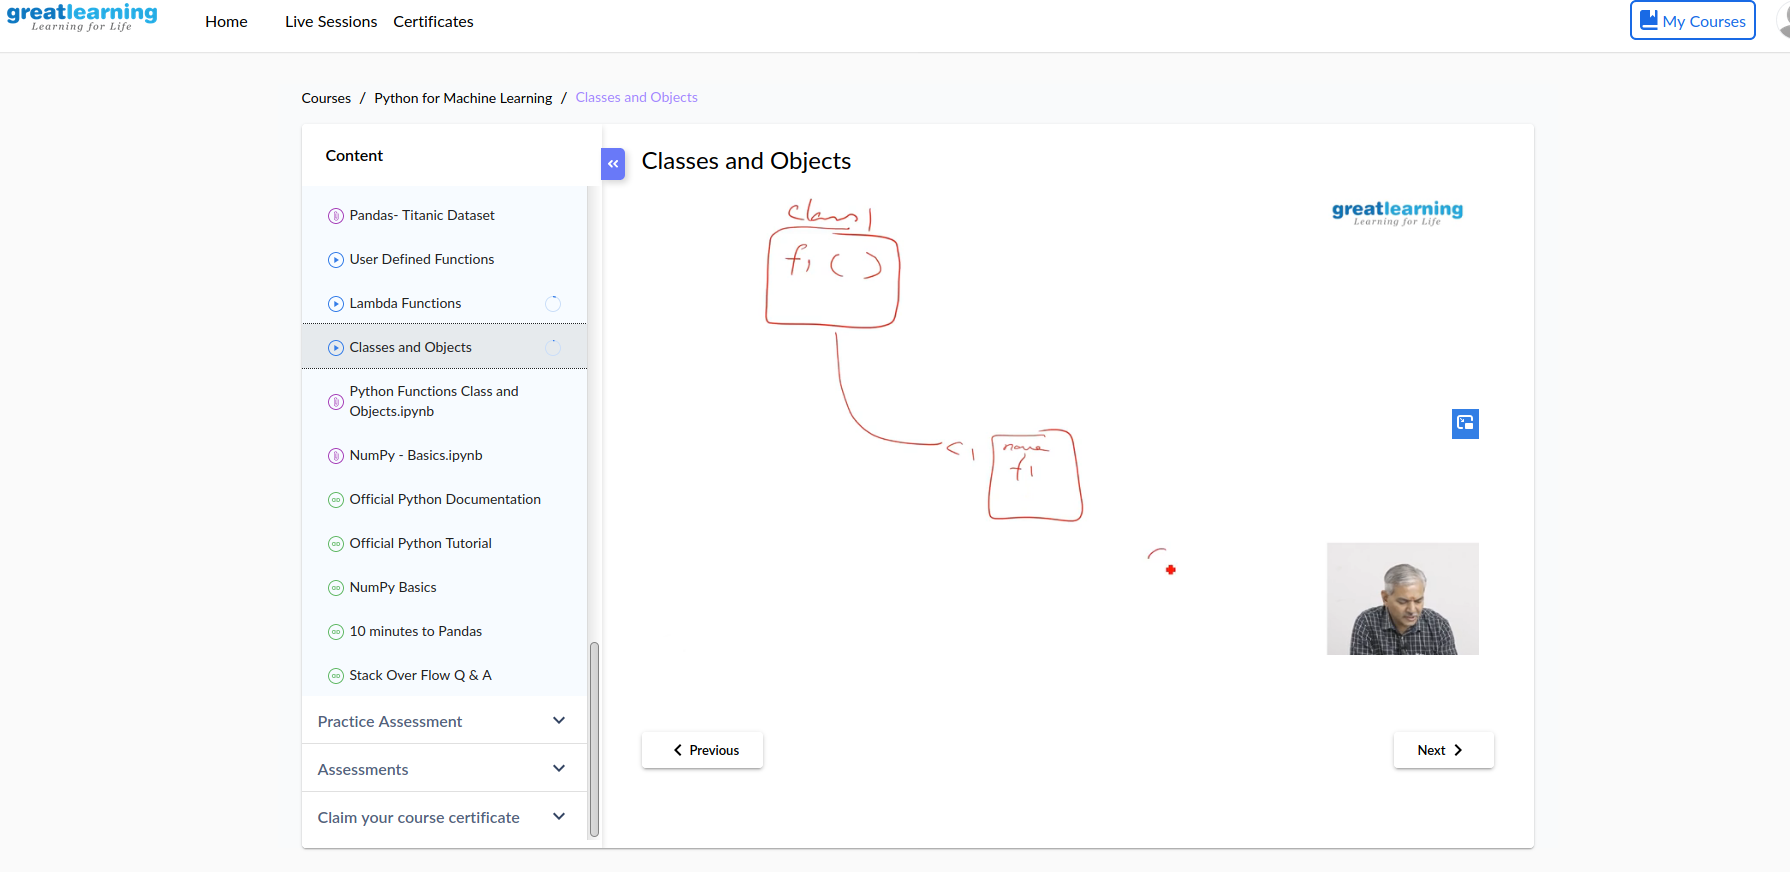 greatlearning
Learning for Life
Home
Live Sessions
Certificates
My Courses
Courses / Python for Machine Learning / Classes and Objects
Content
Pandas- Titanic Dataset
User Defined Functions
Lambda Functions
Classes and Objects
Python Functions Class and
Objects.ipynb
NumPy - Basics.ipynb
Official Python Documentation
Official Python Tutorial
NumPy Basics
10 minutes to Pandas
Stack Over Flow Q & A
Practice Assessment
Assessments
Claim your course certificate
Classes and Objects
greatlearning
Learning for Life
Class 1
f1 ( )
c1
name
f1
Previous
Next